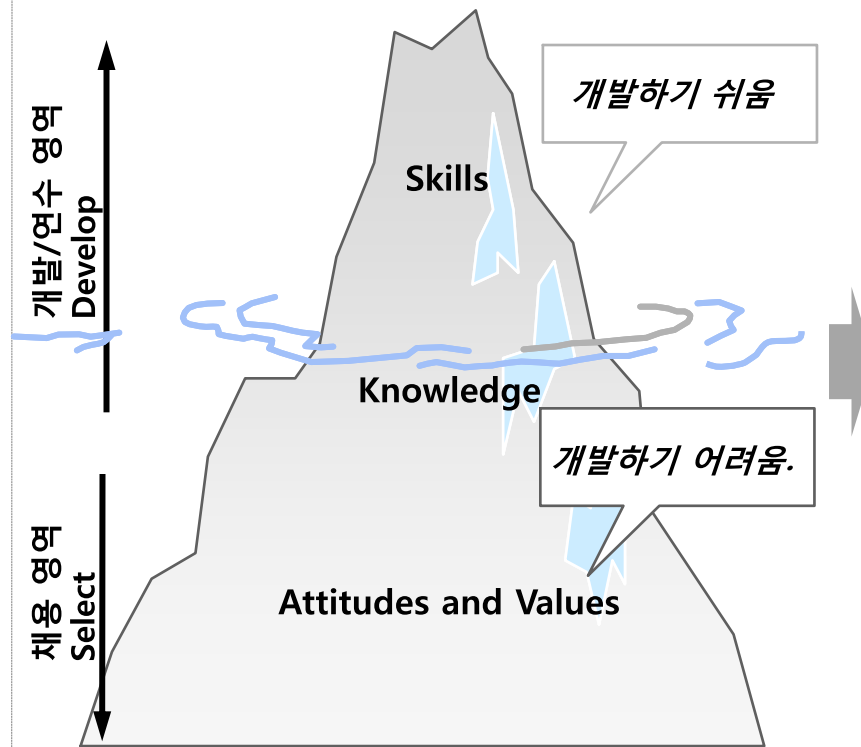 개발/연수 영역
Develop
개발하기 쉬움
Skills
Knowledge
개발하기 어려움.
채용 영역
Select
Attitudes and Values